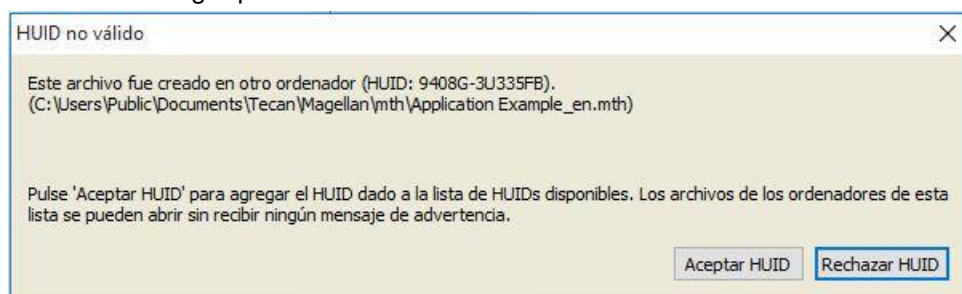 HUID no válido
Este archivo fue creado en otro ordenador (HUID: 9408G-3U335FB).
(C:\Users\Public\Documents\Tecan\Magellan\mth\Application Example_en.mth)
Pulse 'Aceptar HUID' para agregar el HUID dado a la lista de HUIDs disponibles. Los archivos de los ordenadores de esta
lista se pueden abrir sin recibir ningún mensaje de advertencia.
Aceptar HUID Rechazar HUID